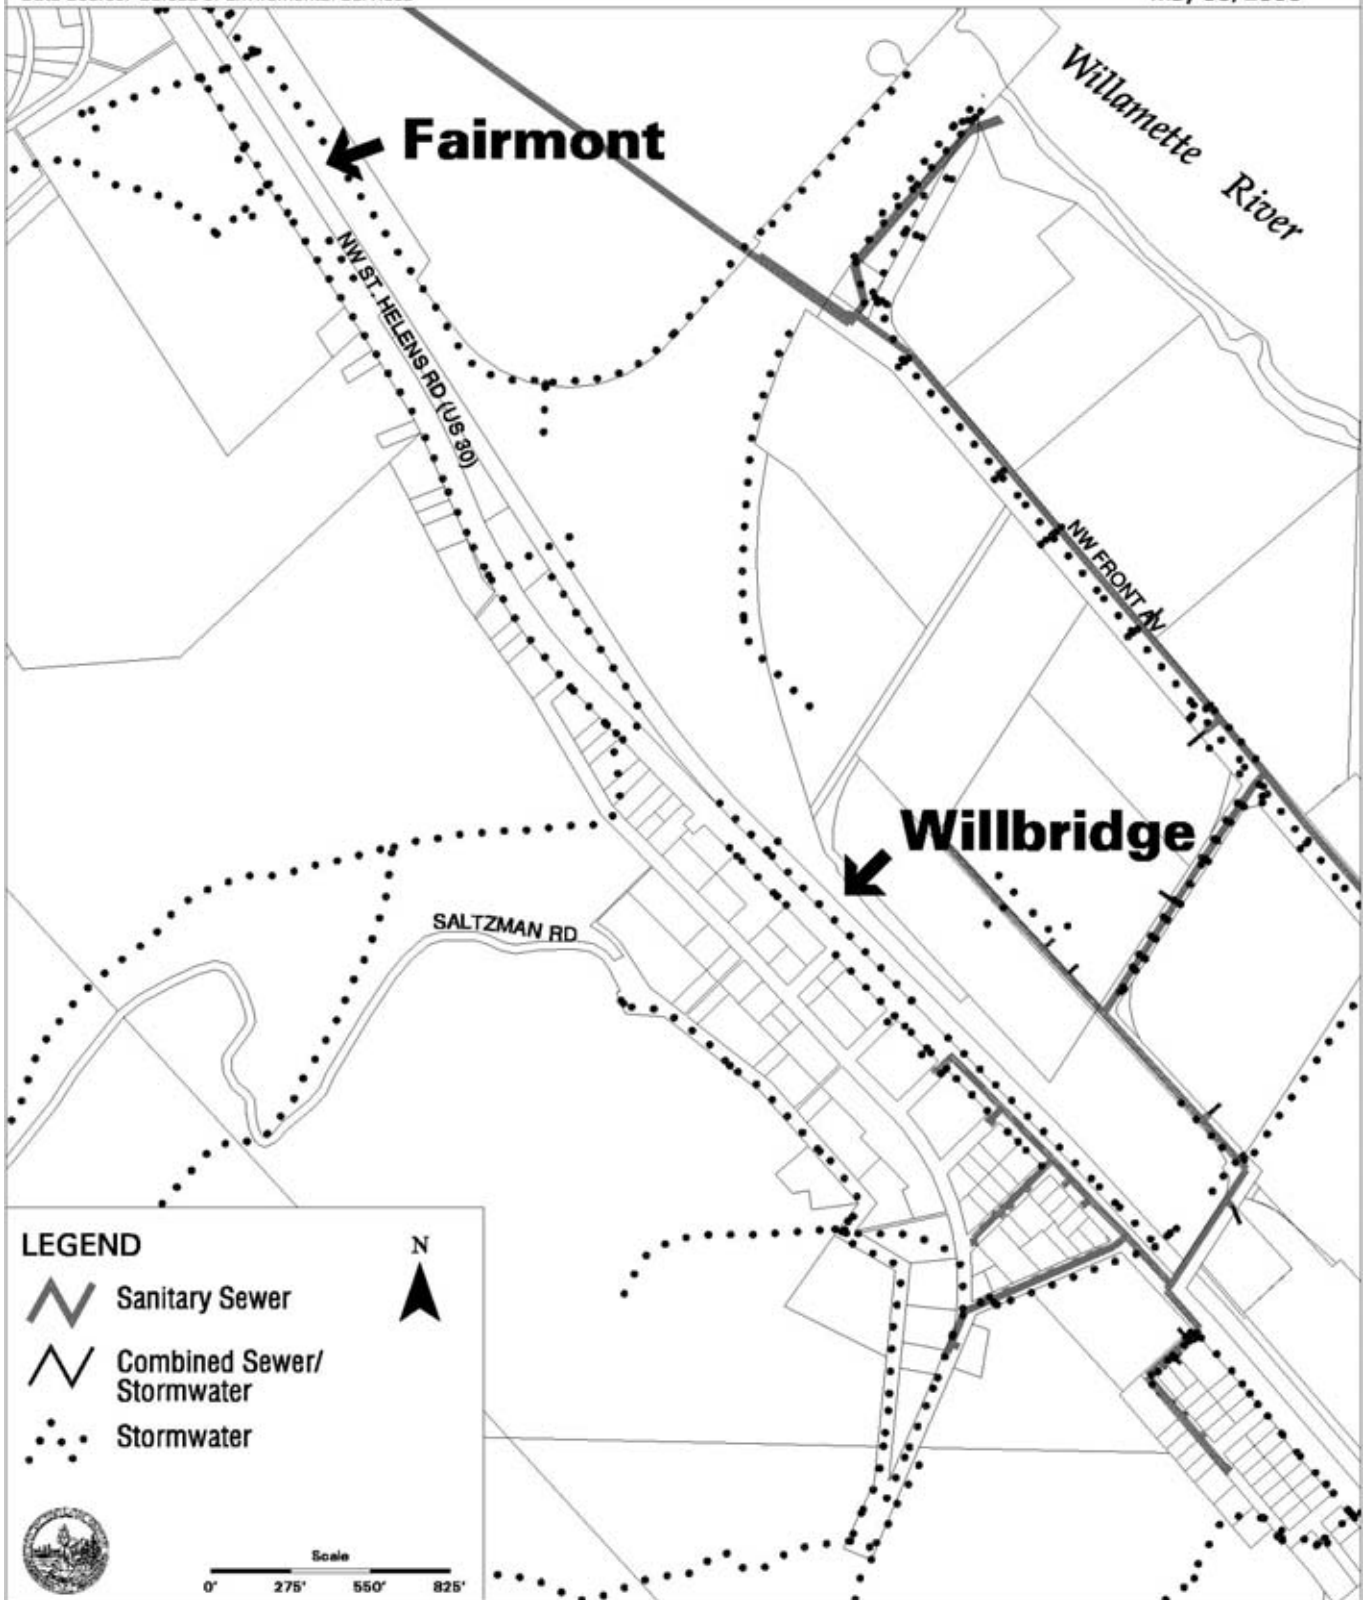 Willamette
River
Fairmont
NW ST. HELENS RD (US 30)
NW FRONT AV
Willbridge
SALTZMAN RD
LEGEND
N
Sanitary Sewer
Combined Sewer/
Stormwater
Stormwater
Scale
0' 275' 550' 825'